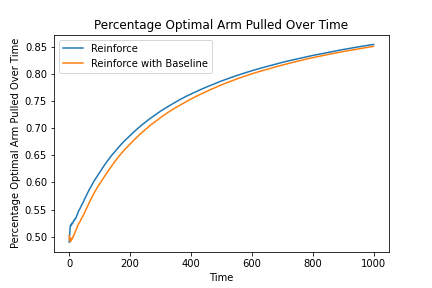 Percentage Optimal Arm Pulled Over Time
Reinforce
Reinforce with Baseline
Percentage Optimal Arm Pulled Over Time
0.85
0.80
0.75
0.70
0.65
0.60
0.55
0.50
0 200 400 600 800 1000
Time